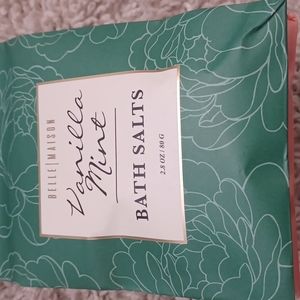 BELLE | MAISON
Vanilla
Mint
BATH SALTS
2.8 OZ / 80 G